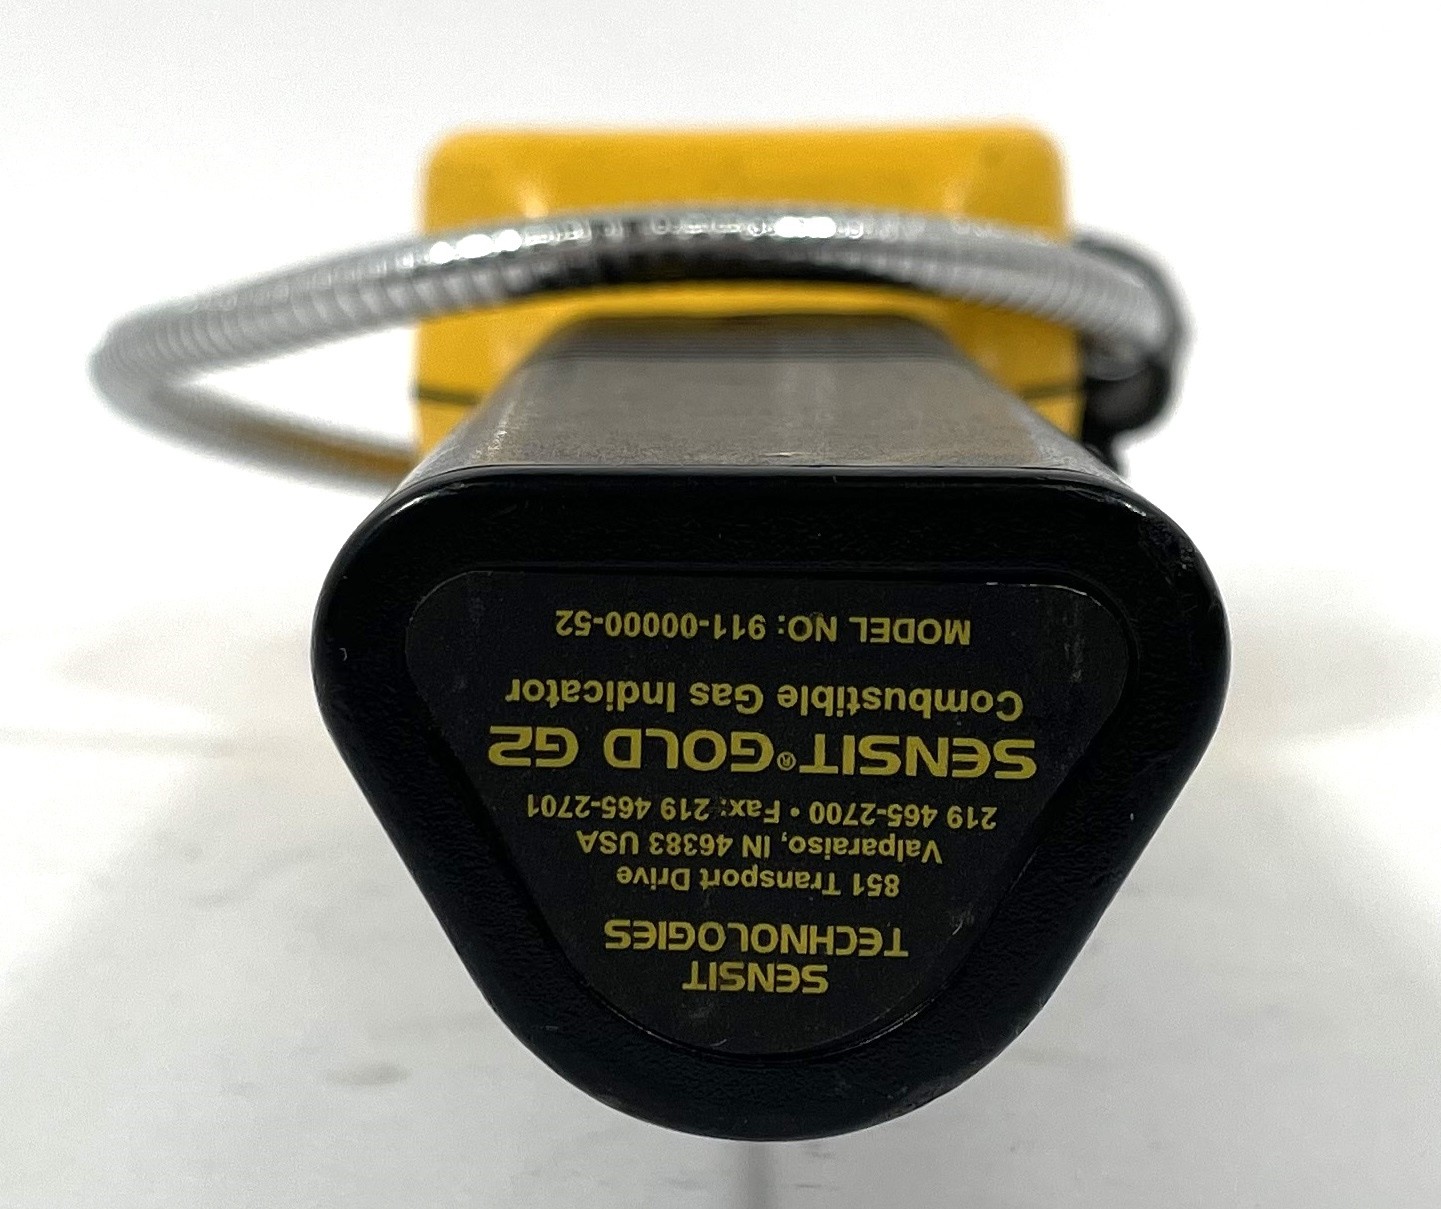 SENSIT
TECHNOLOGIES
851 Transport Drive
Valparaiso, IN 46383 USA
219 465-2700 • Fax: 219 465-2701
SENSIT® GOLD G2
Combustible Gas Indicator
MODEL NO: 911-00000-52